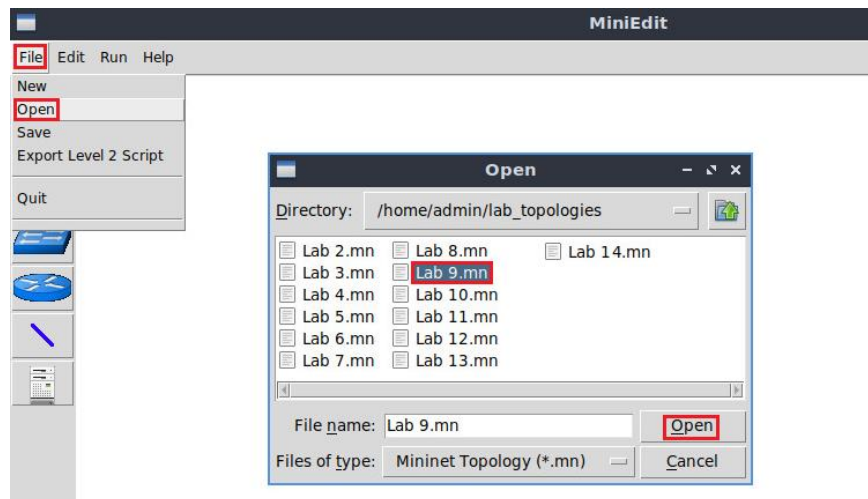 MiniEdit
File Edit Run Help
New
Open
Save
Export Level 2 Script
Quit
Open
Directory: /home/admin/lab_topologies
Lab 2.mn Lab 8.mn Lab 14.mn
Lab 3.mn Lab 9.mn
Lab 4.mn Lab 10.mn
Lab 5.mn Lab 11.mn
Lab 6.mn Lab 12.mn
Lab 7.mn Lab 13.mn
File name: Lab 9.mn Open
Files of type: Mininet Topology (*.mn) Cancel